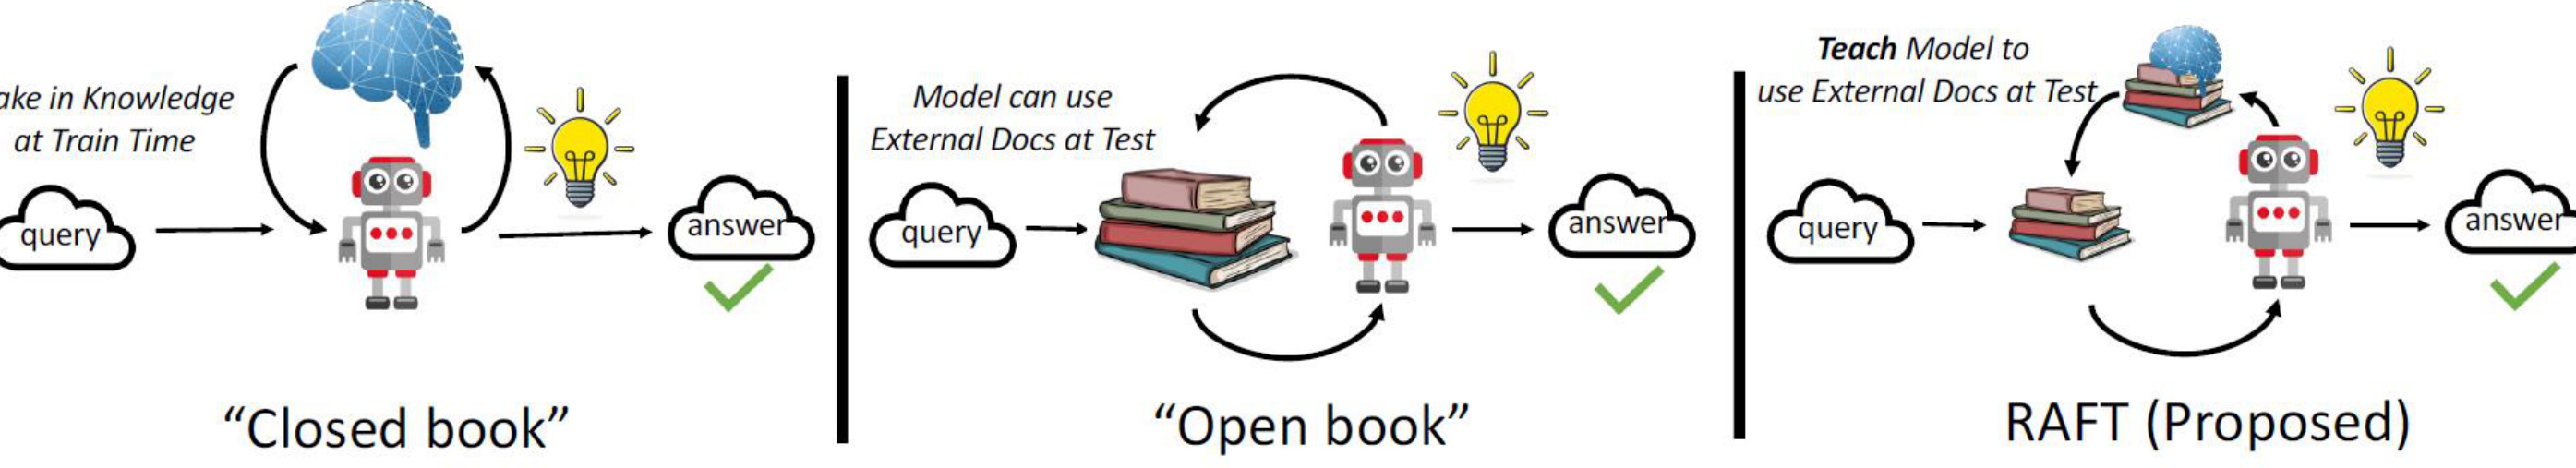 ake in Knowledge
at Train Time
query
answer
“Closed book”
Model can use
External Docs at Test
query
answer
“Open book”
Teach Model to
use External Docs at Test
query
answer
RAFT (Proposed)